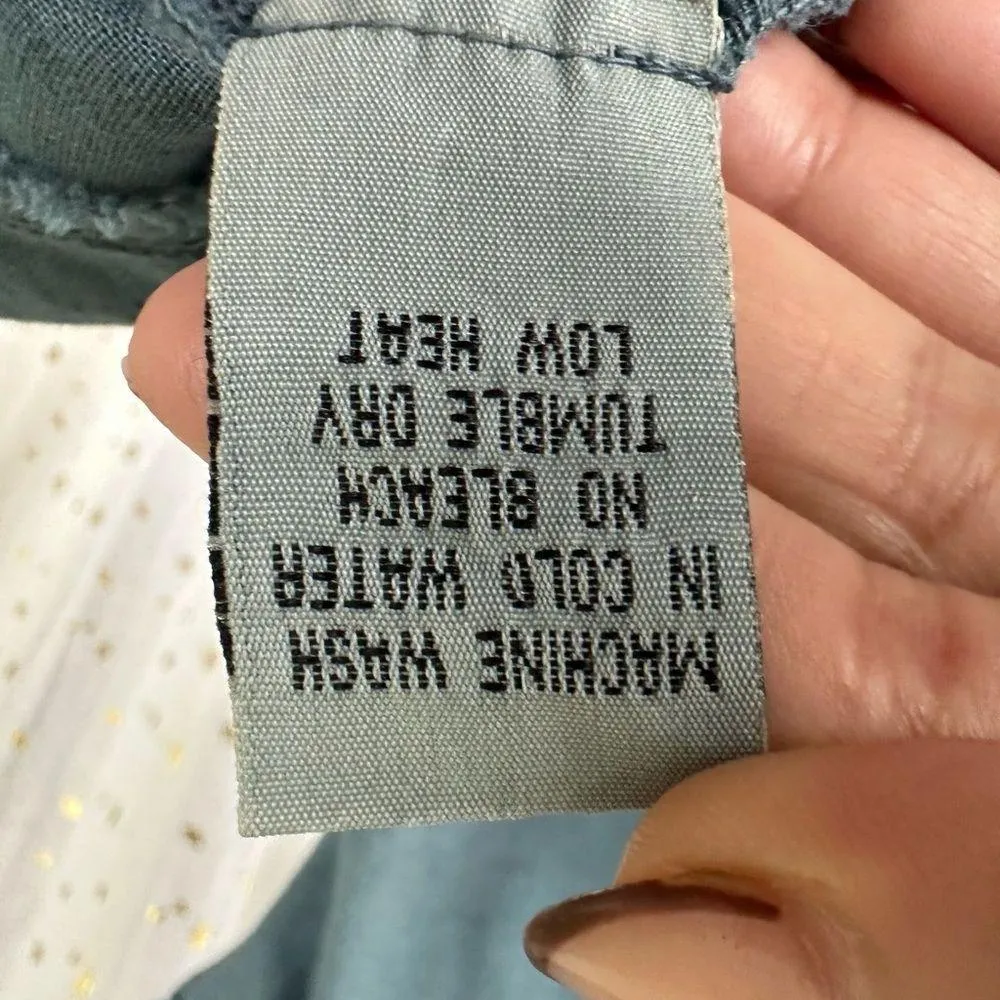 MACHINE WASH
IN COLD WATER
NO BLEACH
TUMBLE DRY
LOW HEAT